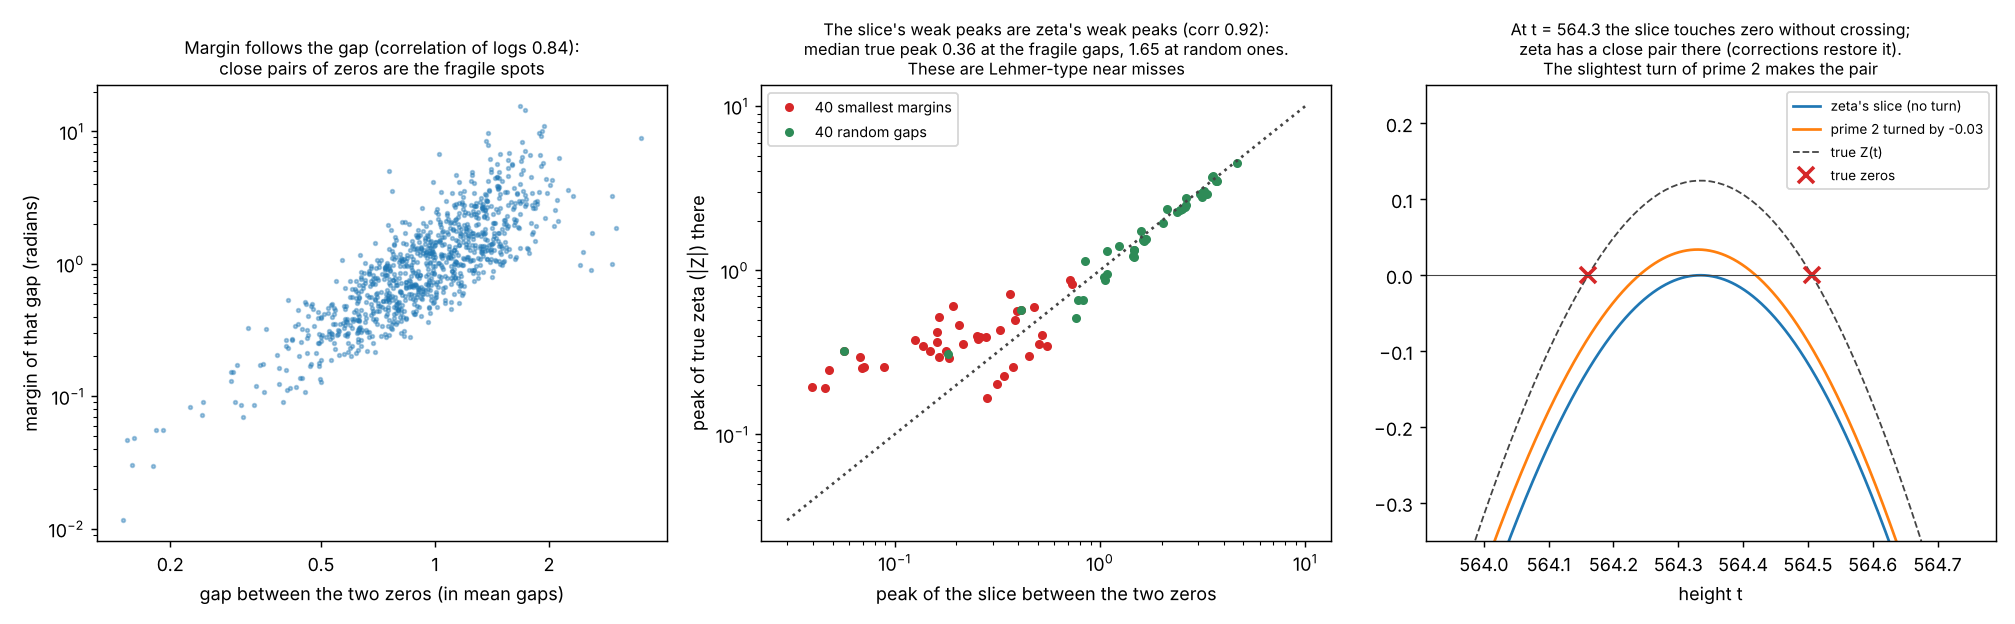 Margin follows the gap (correlation of logs 0.84):
close pairs of zeros are the fragile spots
margin of that gap (radians)
10¹
10⁰
10⁻¹
10⁻²
0.2
0.5
1
2
gap between the two zeros (in mean gaps)
The slice's weak peaks are zeta's weak peaks (corr 0.92):
median true peak 0.36 at the fragile gaps, 1.65 at random ones.
These are Lehmer-type near misses
40 smallest margins
40 random gaps
peak of true zeta (|Z|) there
10¹
10⁰
10⁻¹
10⁻¹
10⁰
10¹
peak of the slice between the two zeros
At t = 564.3 the slice touches zero without crossing;
zeta has a close pair there (corrections restore it).
The slightest turn of prime 2 makes the pair
zeta's slice (no turn)
prime 2 turned by -0.03
true Z(t)
true zeros
0.2
0.1
0.0
−0.1
−0.2
−0.3
564.0
564.1
564.2
564.3
564.4
564.5
564.6
564.7
height t